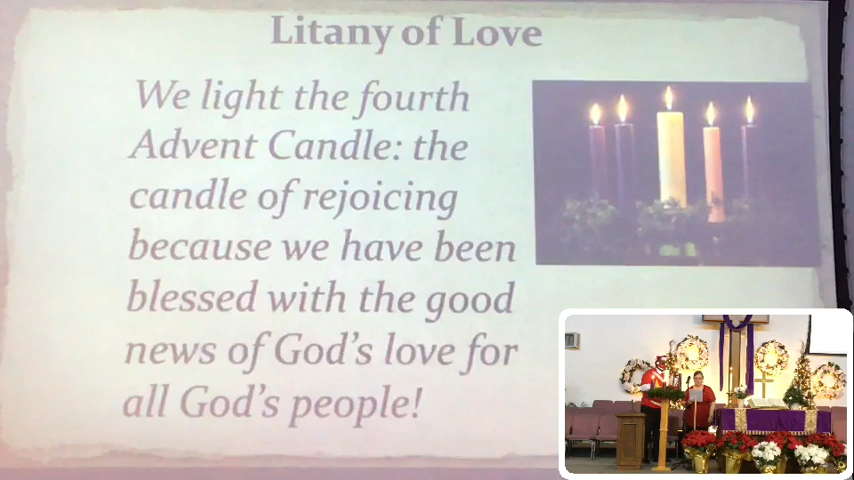 Litany of Love
We light the fourth
Advent Candle: the
candle of rejoicing
because we have been
blessed with the good
news of God's love for
all God's people!